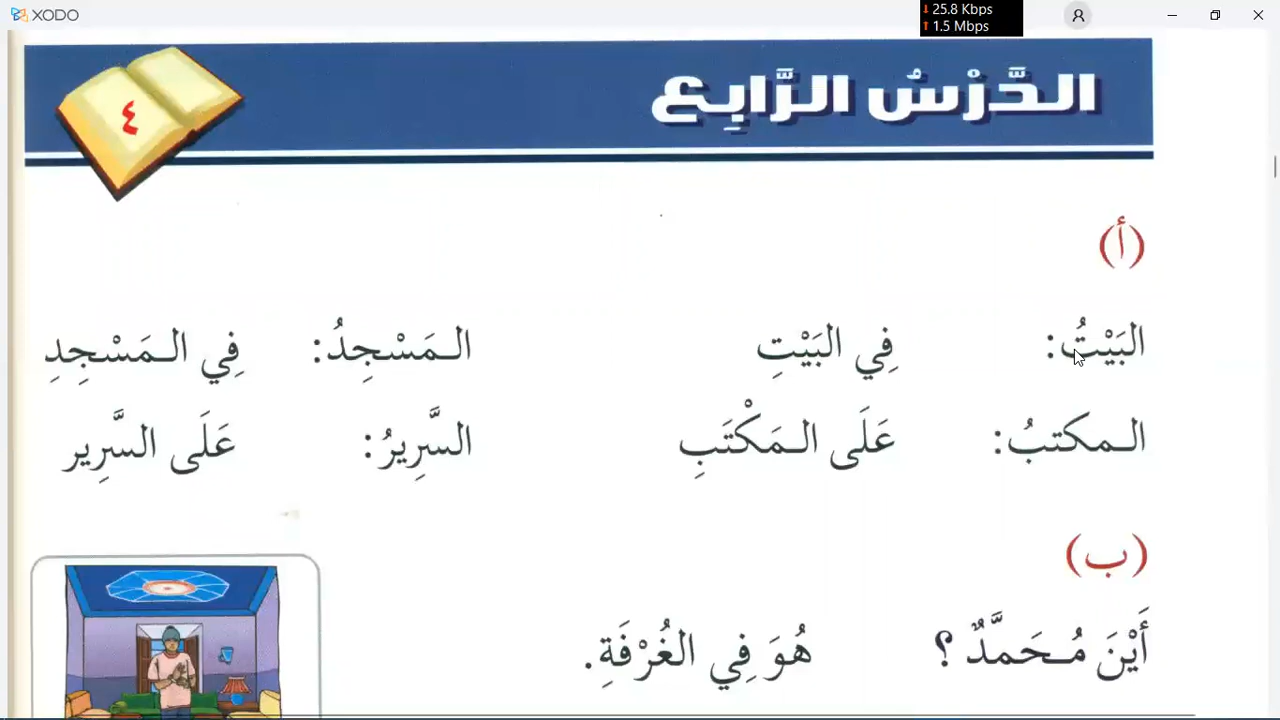 XODO
25.8 Kbps
1.5 Mbps
الدَّرْسُ الرَّابِع
٤
(أ)
البَيْتُ: فِي البَيْتِ المَسْجِدُ: فِي المَسْجِدِ
المكتبُ: عَلَى المَكْتَبِ السَّرِيرُ: عَلَى السَّرِير
(ب)
أَيْنَ مُحَمَّدٌ ؟ هُوَ فِي الغُرْفَةِ.